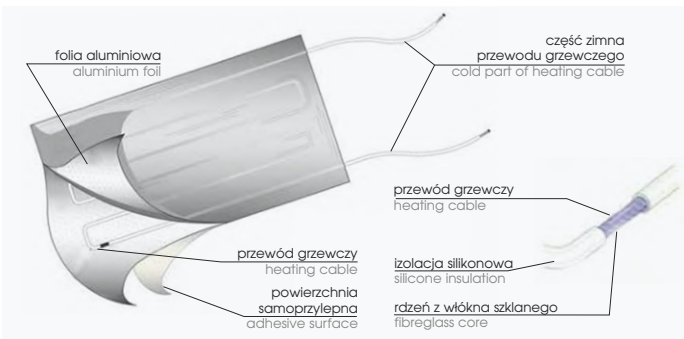 folia aluminiowa
aluminium foil
część zimna
przewodu grzewczego
cold part of heating cable
przewód grzewczy
heating cable
izolacja silikonowa
silicone insulation
rdzeń z włókna szklanego
fibreglass core
przewód grzewczy
heating cable
powierzchnia
samoprzylepna
adhesive surface